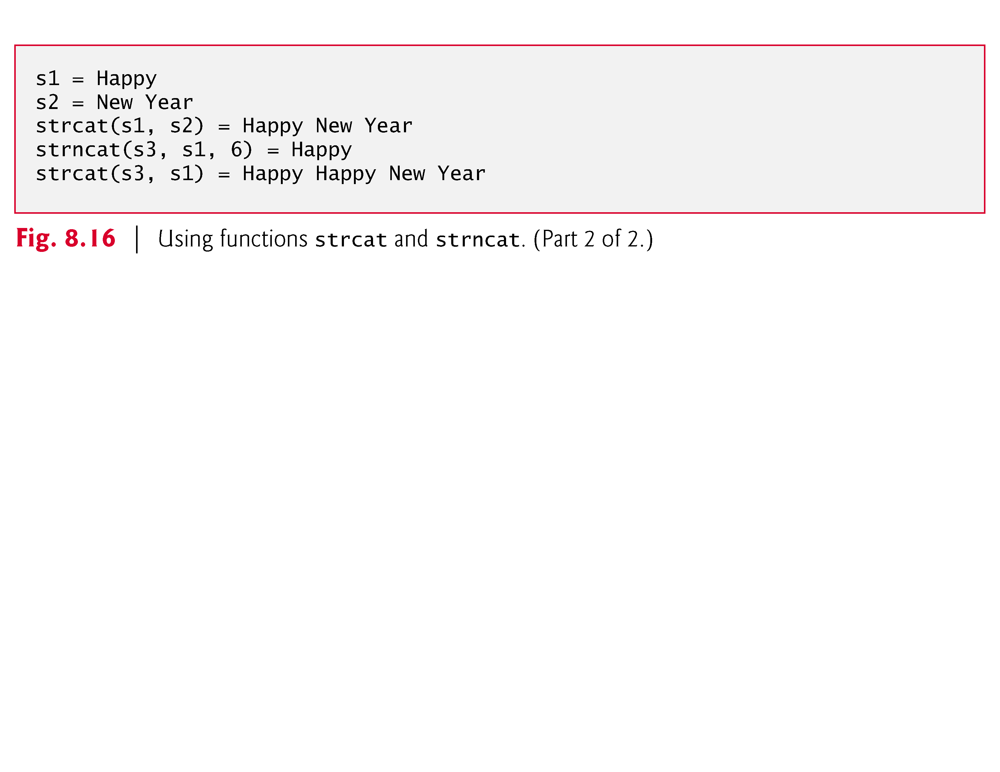 s1 = Happy
s2 = New Year
strcat(s1, s2) = Happy New Year
strncat(s3, s1, 6) = Happy
strcat(s3, s1) = Happy Happy New Year
Fig. 8.16 | Using functions strcat and strncat. (Part 2 of 2.)